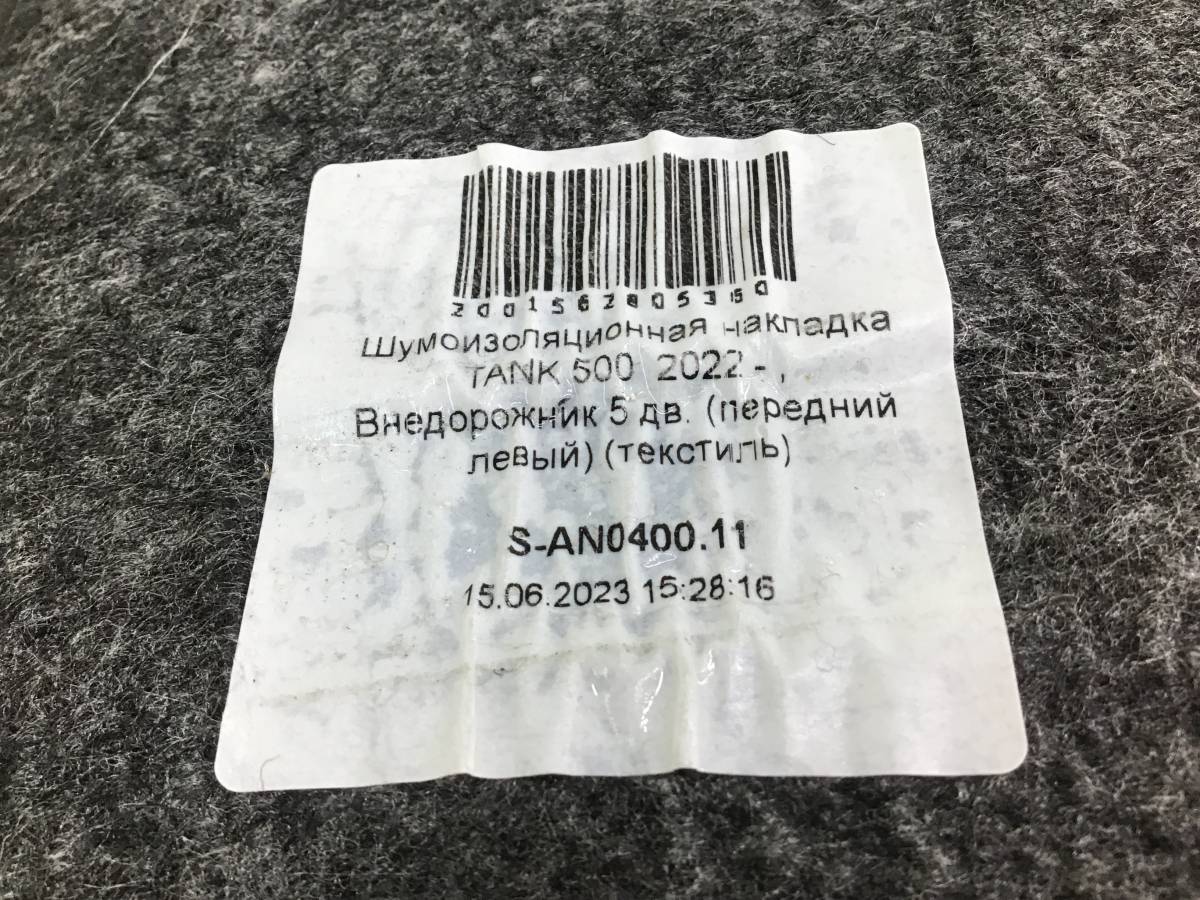 2001562805350
Шумоизоляционная накладка
TANK 500 2022 - ,
Внедорожник 5 дв. (передний
левый) (текстиль)
S-AN0400.11
15.06.2023 15:28:16